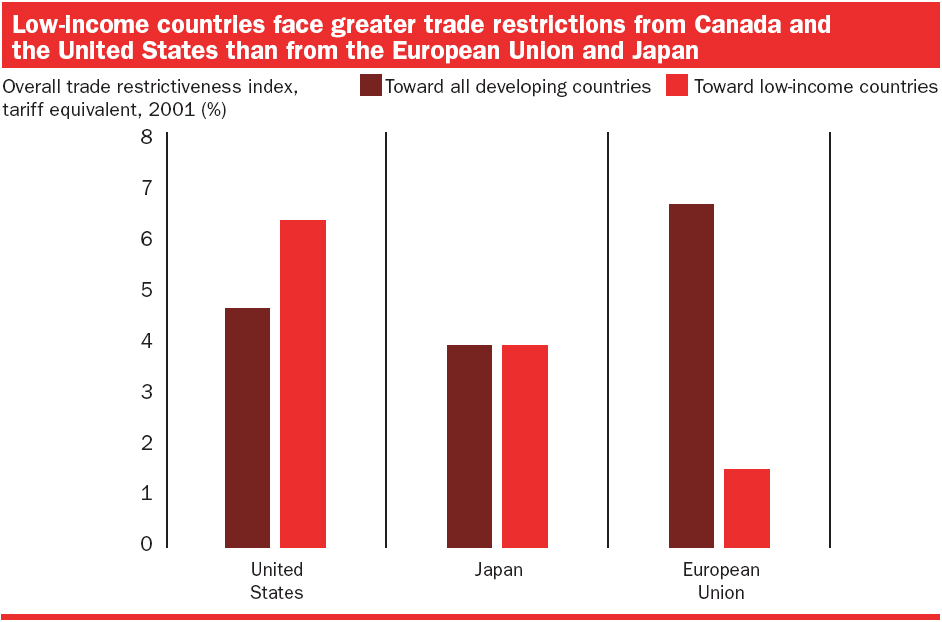 Low-income countries face greater trade restrictions from Canada and
the United States than from the European Union and Japan
Overall trade restrictiveness index,
tariff equivalent, 2001 (%)
Toward all developing countries
Toward low-income countries
8
7
6
5
4
3
2
1
0
United
States
Japan
European
Union